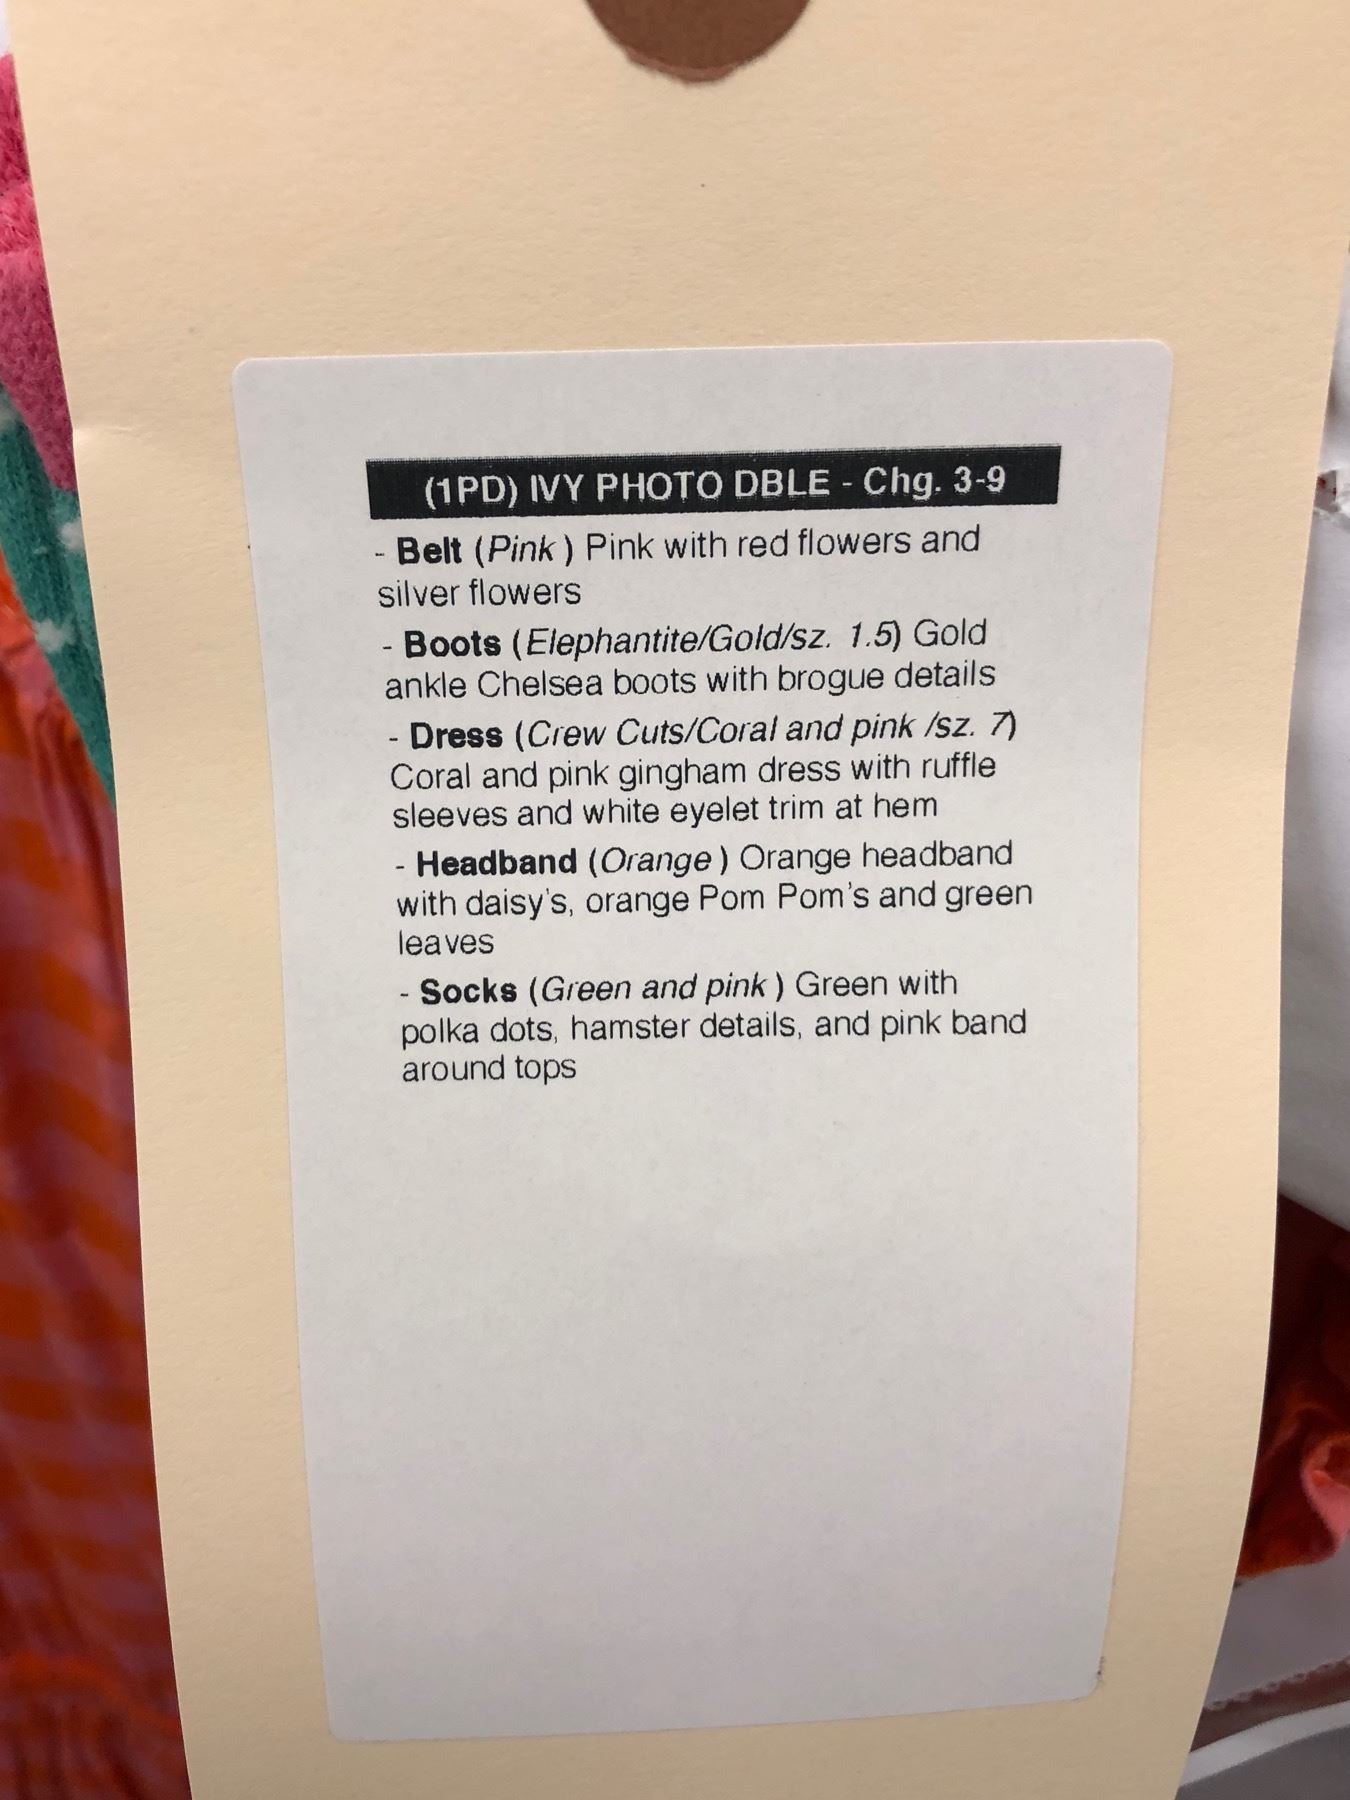 (1PD) IVY PHOTO DBLE - Chg. 3-9
- Belt (Pink ) Pink with red flowers and
silver flowers
- Boots (Elephantite/Gold/sz. 1.5) Gold
ankle Chelsea boots with brogue details
- Dress (Crew Cuts/Coral and pink /sz. 7)
Coral and pink gingham dress with ruffle
sleeves and white eyelet trim at hem
- Headband (Orange ) Orange headband
with daisy's, orange Pom Pom's and green
leaves
- Socks (Green and pink ) Green with
polka dots, hamster details, and pink band
around tops